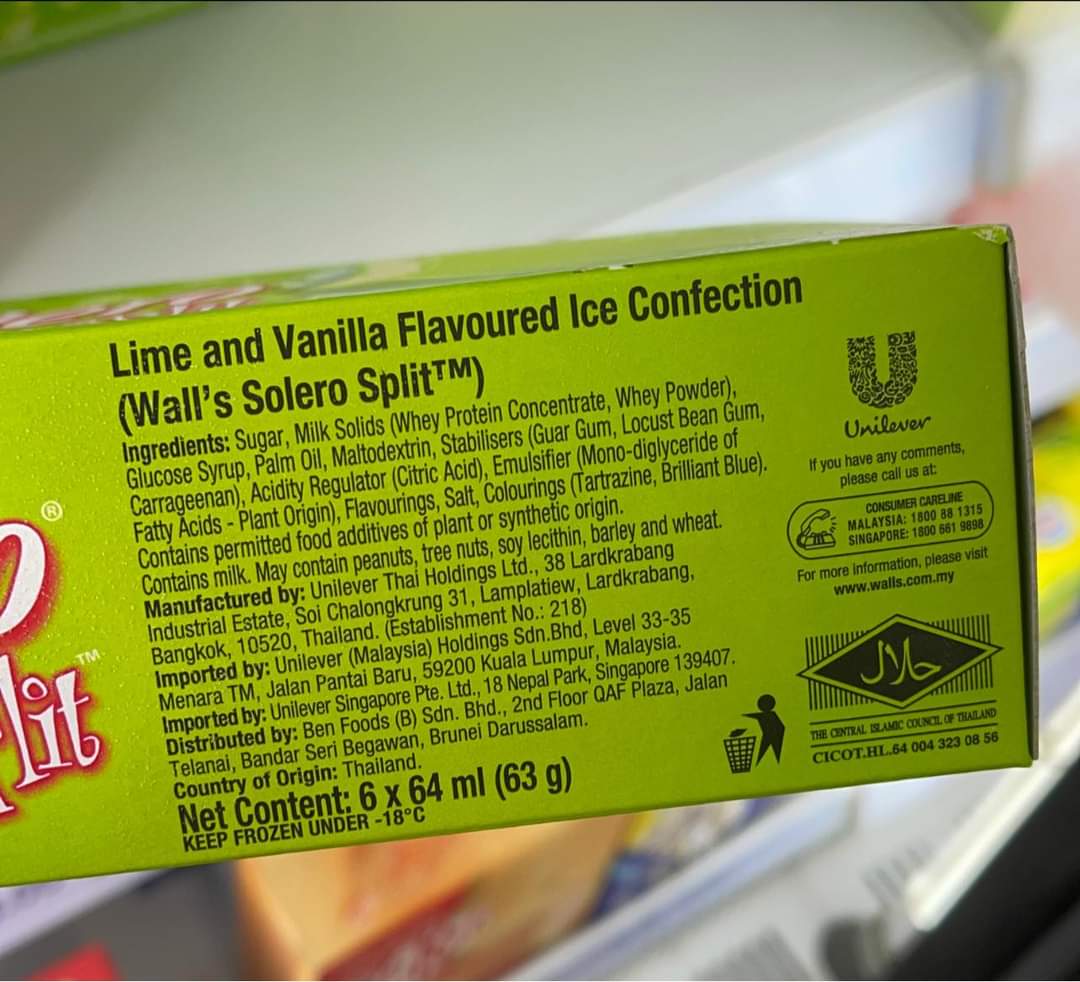 Lime and Vanilla Flavoured Ice Confection
(Wall's Solero Split™)
Ingredients: Sugar, Milk Solids (Whey Protein Concentrate, Whey Powder),
Glucose Syrup, Palm Oil, Maltodextrin, Stabilisers (Guar Gum, Locust Bean Gum,
Carrageenan), Acidity Regulator (Citric Acid), Emulsifier (Mono-diglyceride of
Fatty Acids - Plant Origin), Flavourings, Salt, Colourings (Tartrazine, Brilliant Blue).
Contains permitted food additives of plant or synthetic origin.
Contains milk. May contain peanuts, tree nuts, soy lecithin, barley and wheat.
Manufactured by: Unilever Thai Holdings Ltd., 38 Lardkrabang
Industrial Estate, Soi Chalongkrung 31, Lamplatiew, Lardkrabang,
Bangkok, 10520, Thailand. (Establishment No.: 218)
Imported by: Unilever (Malaysia) Holdings Sdn.Bhd, Level 33-35
Menara TM, Jalan Pantai Baru, 59200 Kuala Lumpur, Malaysia.
Imported by: Unilever Singapore Pte. Ltd., 18 Nepal Park, Singapore 139407.
Distributed by: Ben Foods (B) Sdn. Bhd., 2nd Floor QAF Plaza, Jalan
Telanai, Bandar Seri Begawan, Brunei Darussalam.
Country of Origin: Thailand.
Net Content: 6 x 64 ml (63 g)
KEEP FROZEN UNDER -18°C
U
Unilever
If you have any comments,
please call us at:
CONSUMER CARELINE
MALAYSIA: 1800 88 1315
SINGAPORE: 1800 661 9898
For more information, please visit
www.walls.com.my
حلال
THE CENTRAL ISLAMIC COUNCIL OF THAILAND
CICOT.HL.64 004 323 08 56
®
lit™